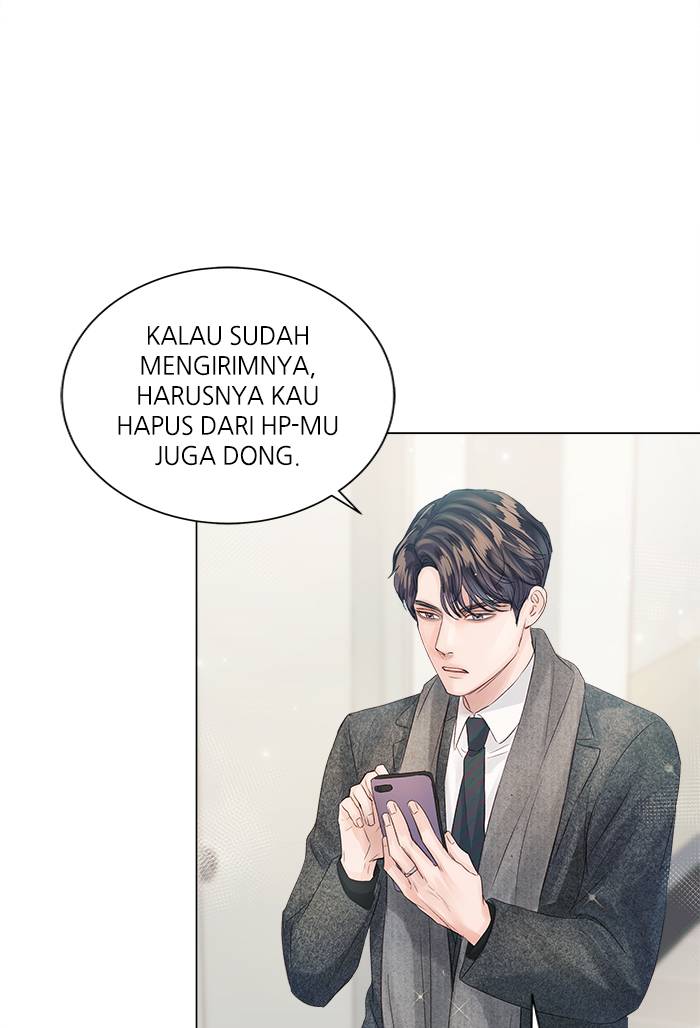 KALAU SUDAH
MENGIRIMNYA,
HARUSNYA KAU
HAPUS DARI HP-MU
JUGA DONG.